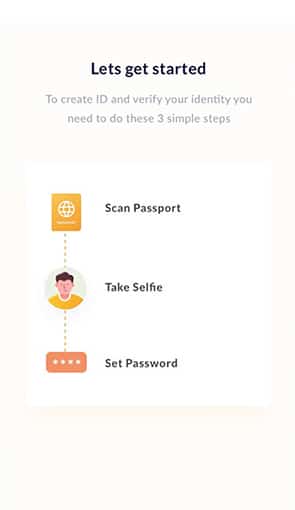 Lets get started
To create ID and verify your identity you
need to do these 3 simple steps
Scan Passport
Take Selfie
Set Password